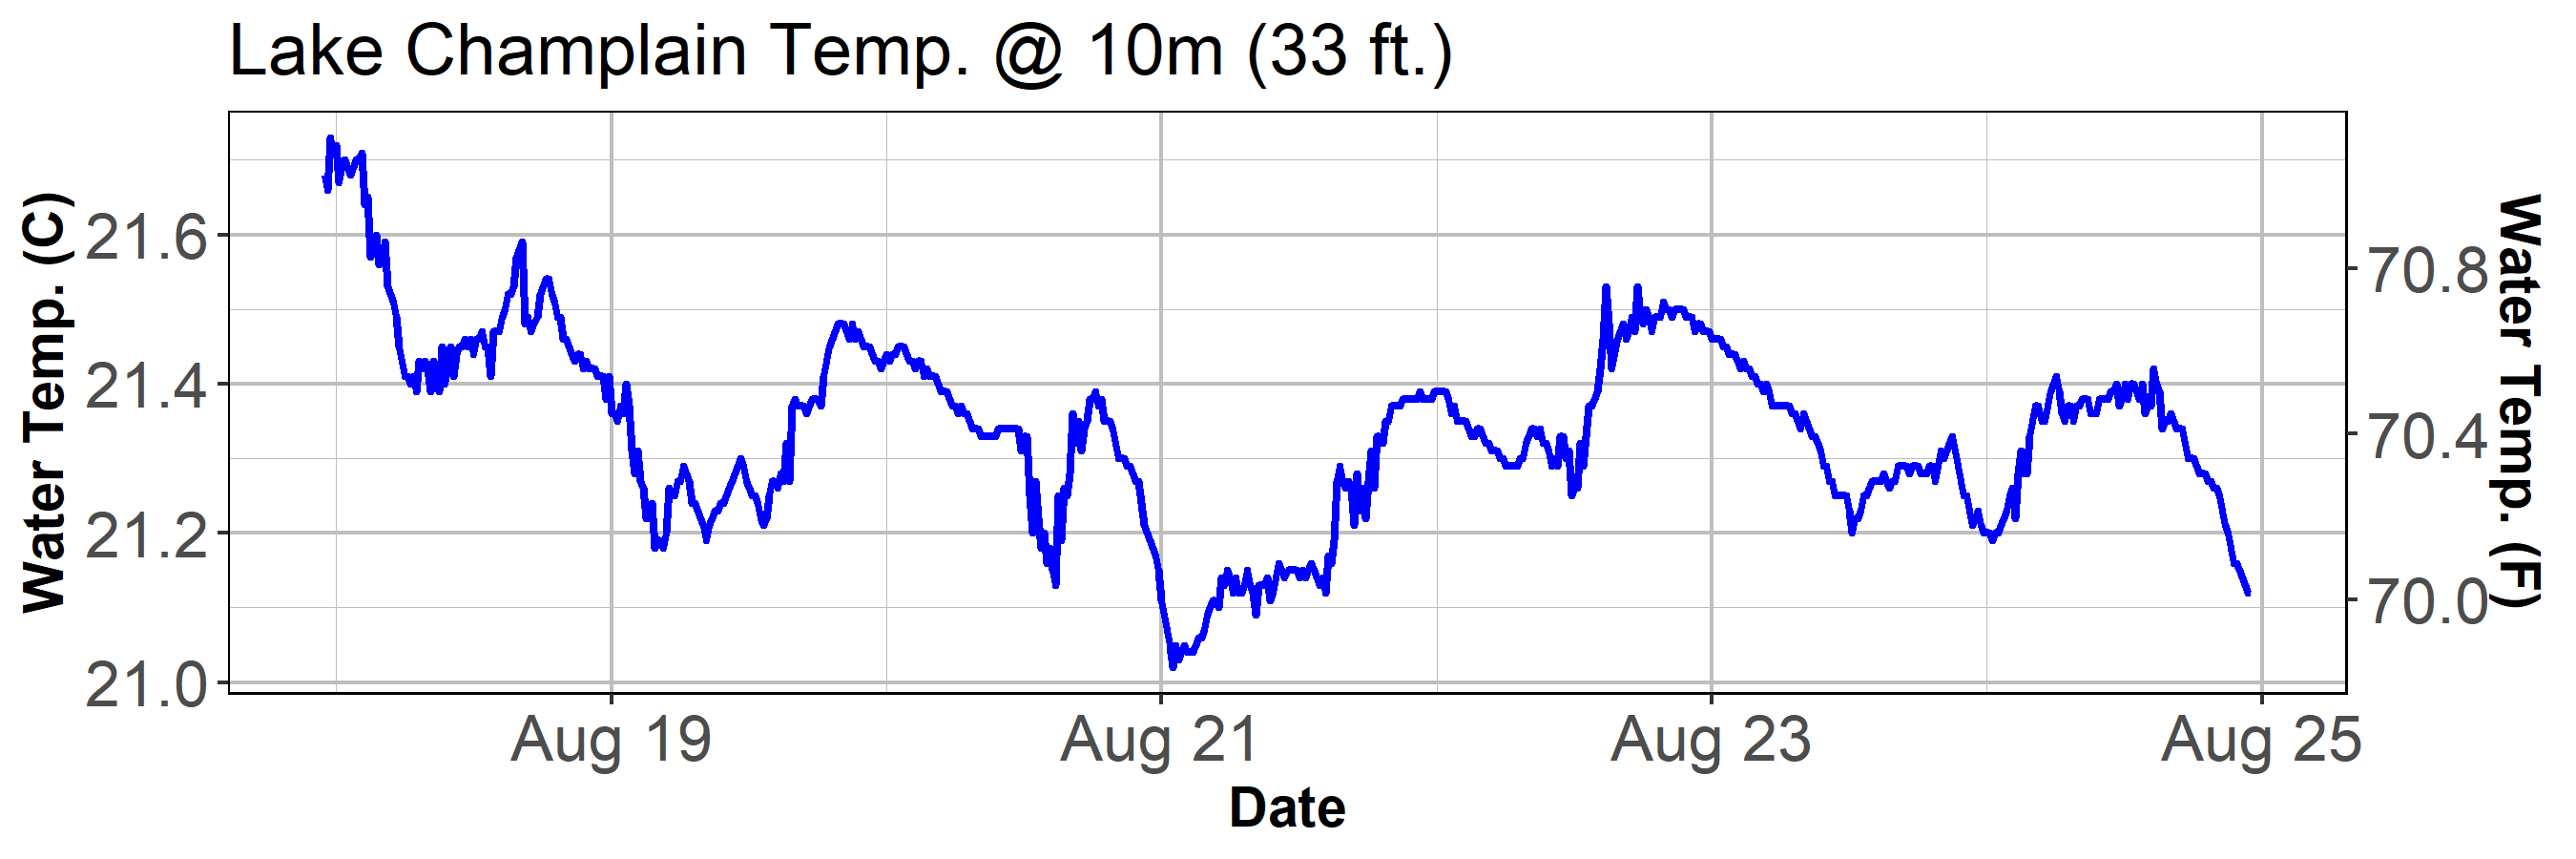 Lake Champlain Temp. @ 10m (33 ft.)
Water Temp. (C)
21.6
21.4
21.2
21.0
70.8
70.4
70.0
Water Temp. (F)
Aug 19
Aug 21
Aug 23
Aug 25
Date